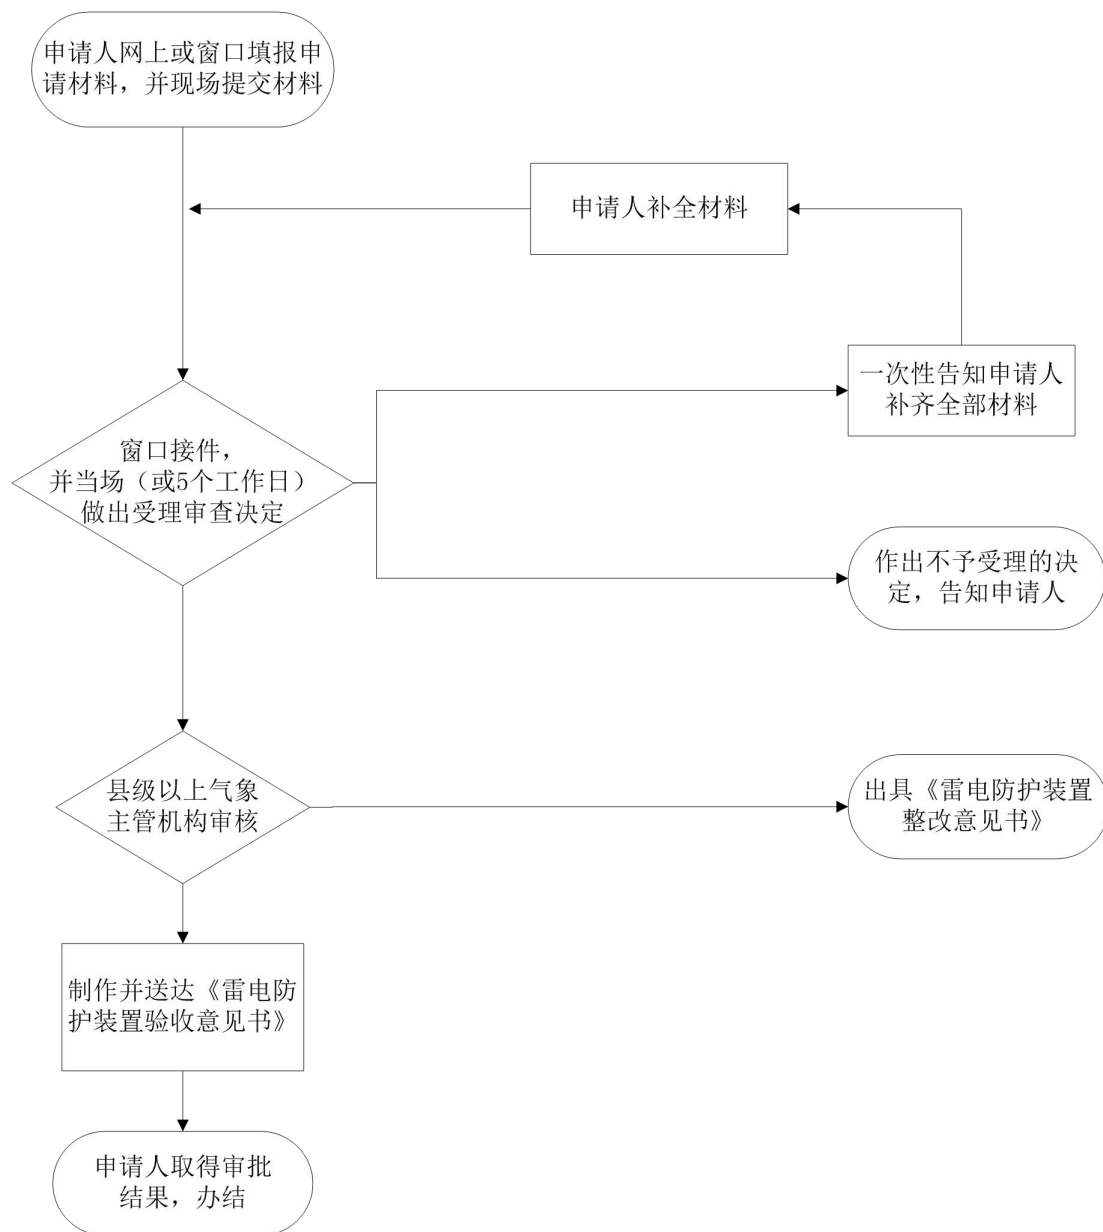 申请人网上或窗口填报申
请材料，并现场提交材料
申请人补全材料
一次性告知申请人
补齐全部材料
窗口接件，
并当场（或5个工作日）
做出受理审查决定
作出不予受理的决
定，告知申请人
县级以上气象
主管机构审核
出具《雷电防护装置
整改意见书》
制作并送达《雷电防
护装置验收意见书》
申请人取得审批
结果，办结